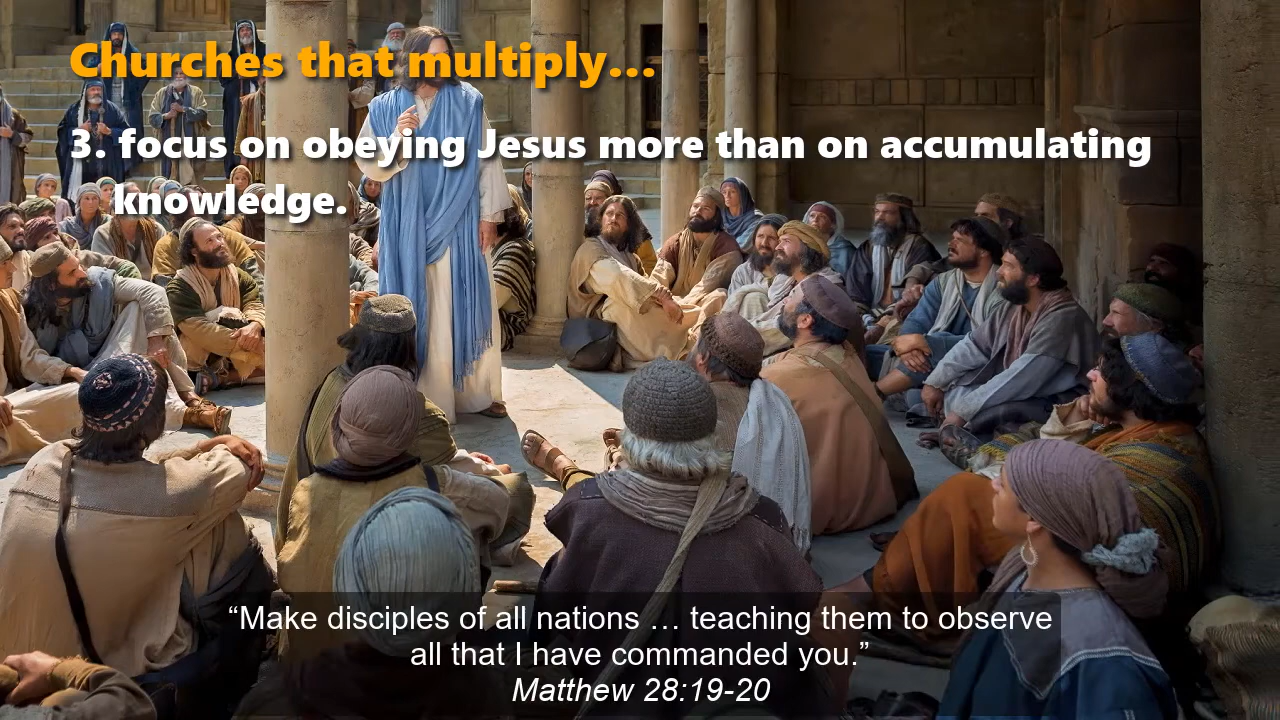 Churches that multiply...
3. focus on obeying Jesus more than on accumulating
knowledge.
“Make disciples of all nations … teaching them to observe
all that I have commanded you.”
Matthew 28:19-20